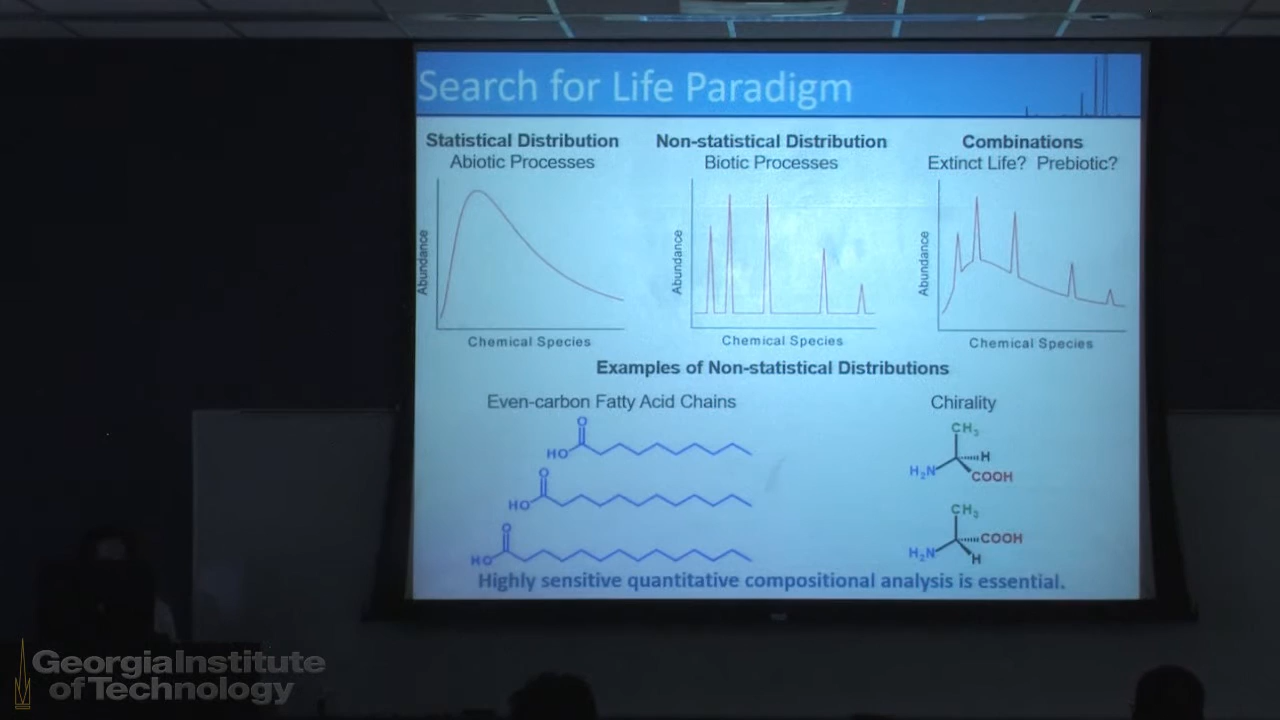 Search for Life Paradigm
Statistical Distribution
Abiotic Processes
Abundance
Chemical Species
Non-statistical Distribution
Biotic Processes
Abundance
Chemical Species
Combinations
Extinct Life? Prebiotic?
Abundance
Chemical Species
Examples of Non-statistical Distributions
Even-carbon Fatty Acid Chains
O
HO
O
HO
O
HO
Chirality
CH₃
H
H₂N
COOH
CH₃
COOH
H₂N
H
Highly sensitive quantitative compositional analysis is essential.
GeorgiaInstitute
of Technology